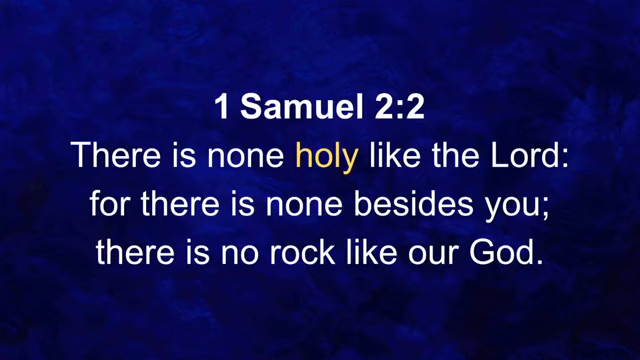 1 Samuel 2:2
There is none holy like the Lord:
for there is none besides you;
there is no rock like our God.